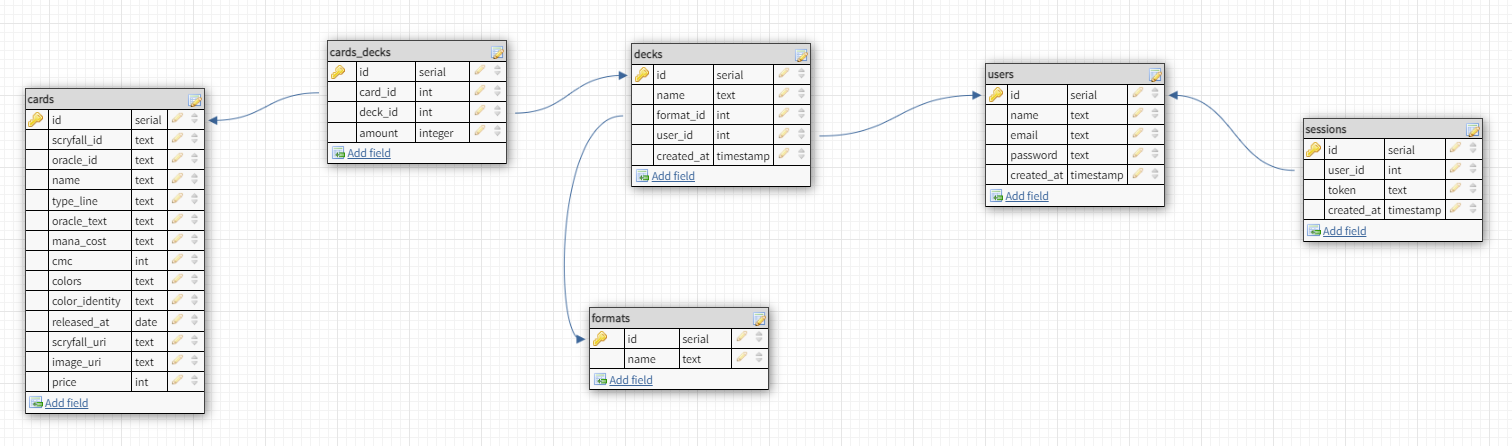 cards
id serial
scryfall_id text
oracle_id text
name text
type_line text
oracle_text text
mana_cost text
cmc int
colors text
color_identity text
released_at date
scryfall_uri text
image_uri text
price int
Add field
cards_decks
id serial
card_id int
deck_id int
amount integer
Add field
decks
id serial
name text
format_id int
user_id int
created_at timestamp
Add field
formats
id serial
name text
Add field
users
id serial
name text
email text
password text
created_at timestamp
Add field
sessions
id serial
user_id int
token text
created_at timestamp
Add field